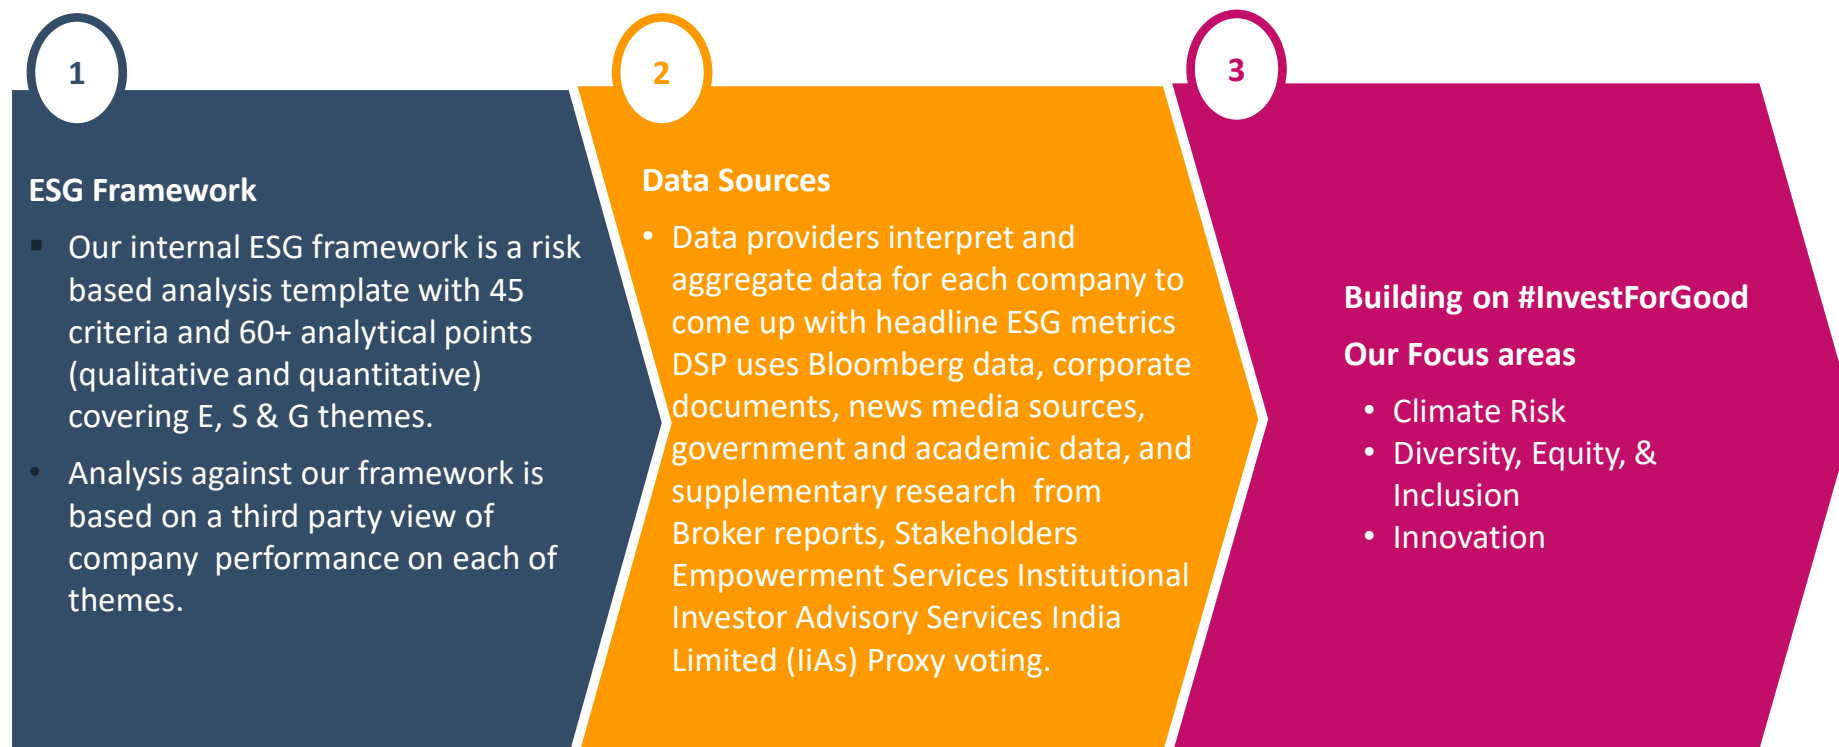 1
ESG Framework
▪ Our internal ESG framework is a risk
based analysis template with 45
criteria and 60+ analytical points
(qualitative and quantitative)
covering E, S & G themes.
• Analysis against our framework is
based on a third party view of
company  performance on each of
themes.
2
Data Sources
• Data providers interpret and
aggregate data for each company to
come up with headline ESG metrics
DSP uses Bloomberg data, corporate
documents, news media sources,
government and academic data, and
supplementary research  from
Broker reports, Stakeholders
Empowerment Services Institutional
Investor Advisory Services India
Limited (IiAs) Proxy voting.
3
Building on #InvestForGood
Our Focus areas
• Climate Risk
• Diversity, Equity, &
Inclusion
• Innovation